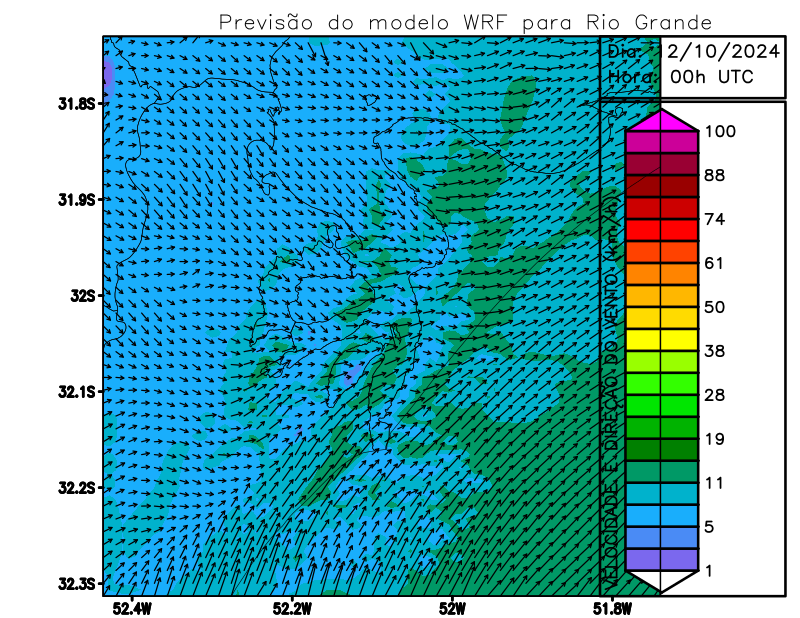 Previsão do modelo WRF para Rio Grande
Dia: 2/10/2024
Hora: 00h UTC
31.8S
31.9S
32S
32.1S
32.2S
32.3S
52.4W
52.2W
52W
51.8W
VELOCIDADE E DIREÇÃO DO VENTO (km/h)
100
88
74
61
50
38
28
19
11
5
1